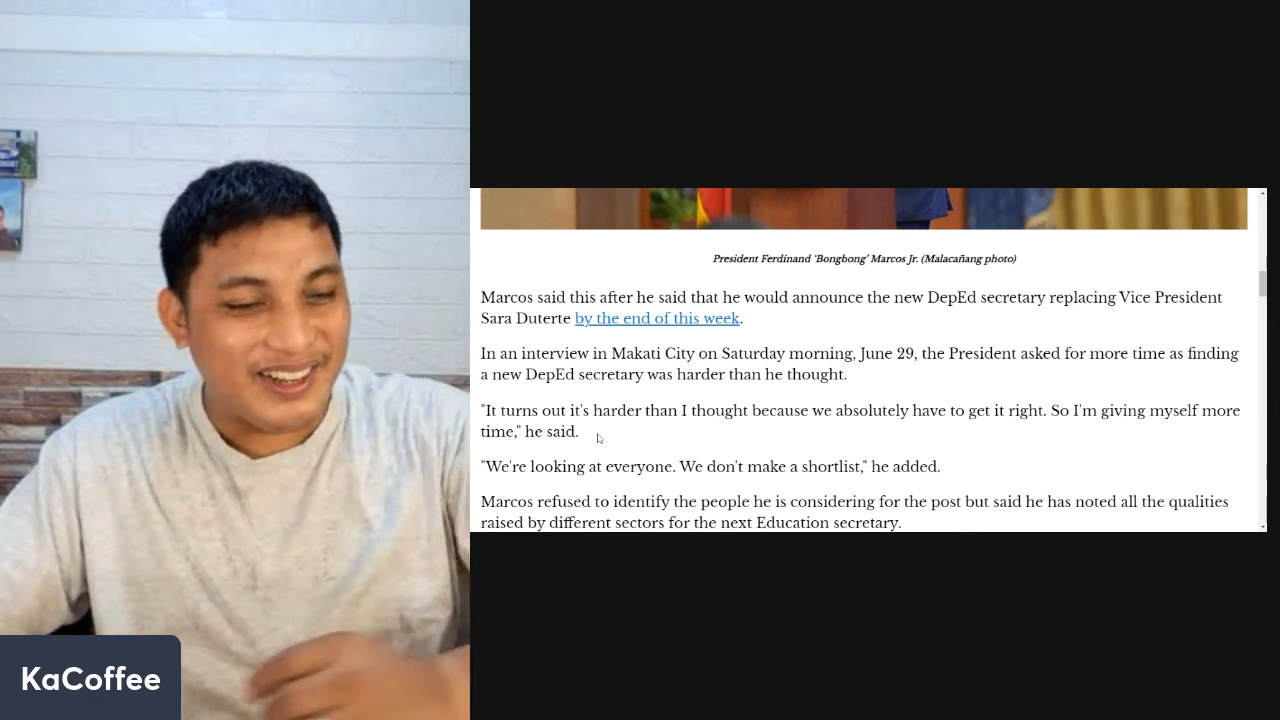 President Ferdinand ‘Bongbong’ Marcos Jr. (Malacañang photo)
Marcos said this after he said that he would announce the new DepEd secretary replacing Vice President
Sara Duterte by the end of this week.
In an interview in Makati City on Saturday morning, June 29, the President asked for more time as finding
a new DepEd secretary was harder than he thought.
"It turns out it's harder than I thought because we absolutely have to get it right. So I'm giving myself more
time," he said.
"We're looking at everyone. We don't make a shortlist," he added.
Marcos refused to identify the people he is considering for the post but said he has noted all the qualities
raised by different sectors for the next Education secretary.
KaCoffee